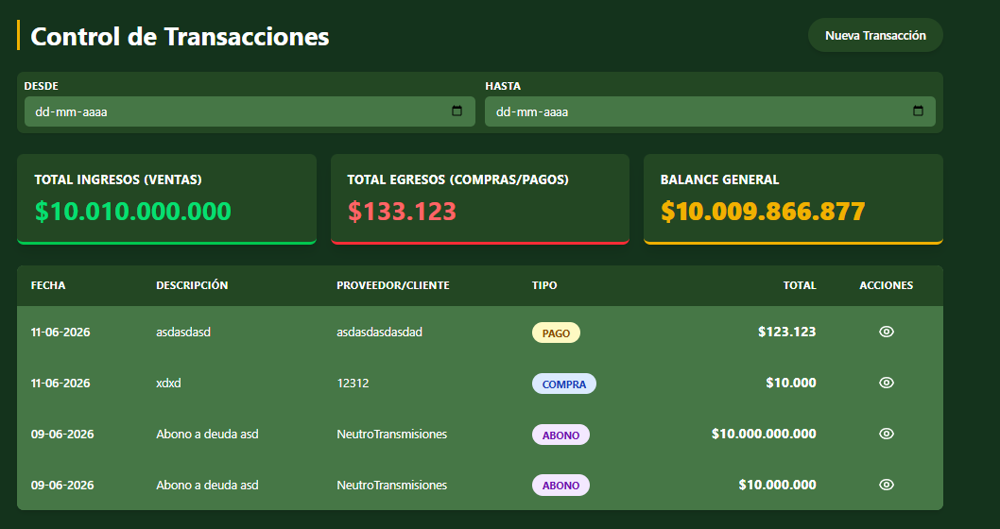 Control de Transacciones
Nueva Transacción
DESDE
HASTA
dd-mm-aaaa
dd-mm-aaaa
TOTAL INGRESOS (VENTAS)
$10.010.000.000
TOTAL EGRESOS (COMPRAS/PAGOS)
$133.123
BALANCE GENERAL
$10.009.866.877
FECHA DESCRIPCIÓN PROVEEDOR/CLIENTE TIPO TOTAL ACCIONES
11-06-2026 asdasdasd asdasdasdasdad PAGO $123.123
11-06-2026 xdxd 12312 COMPRA $10.000
09-06-2026 Abono a deuda asd NeutroTransmisiones ABONO $10.000.000.000
09-06-2026 Abono a deuda asd NeutroTransmisiones ABONO $10.000.000